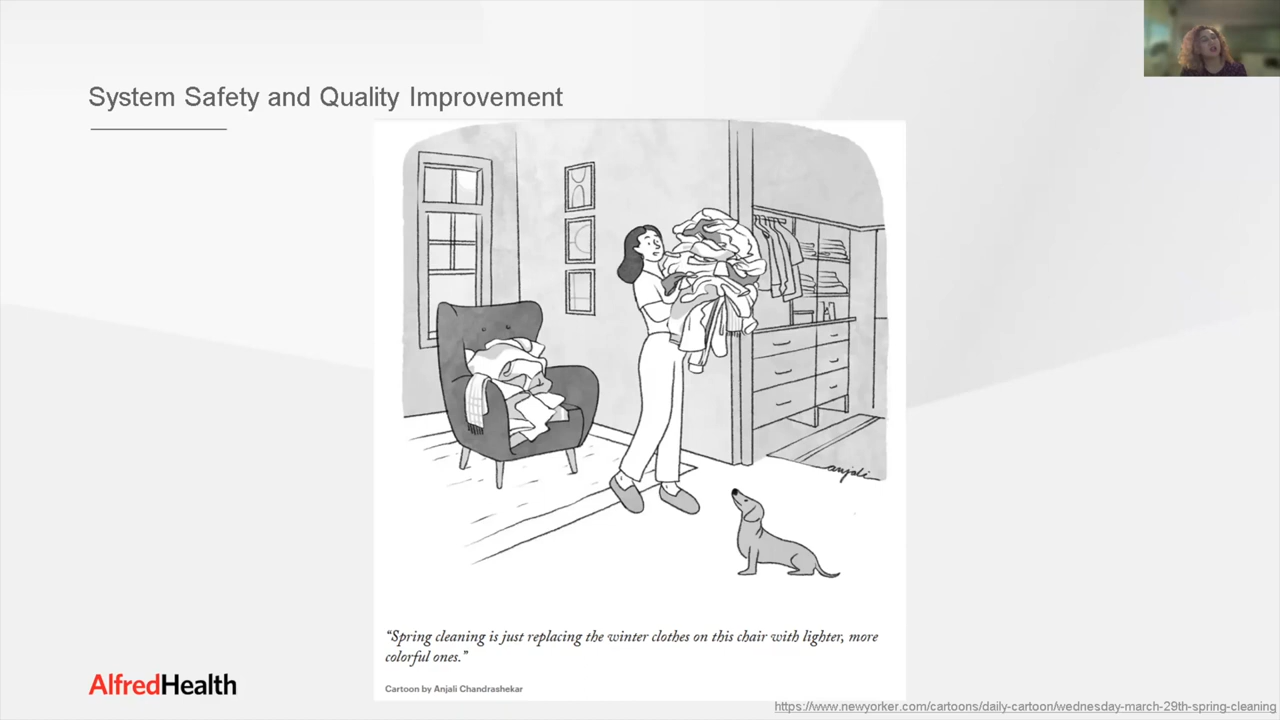 System Safety and Quality Improvement
anjali
“Spring cleaning is just replacing the winter clothes on this chair with lighter, more
colorful ones.”
Cartoon by Anjali Chandrashekar
AlfredHealth
https://www.newyorker.com/cartoons/daily-cartoon/wednesday-march-29th-spring-cleaning